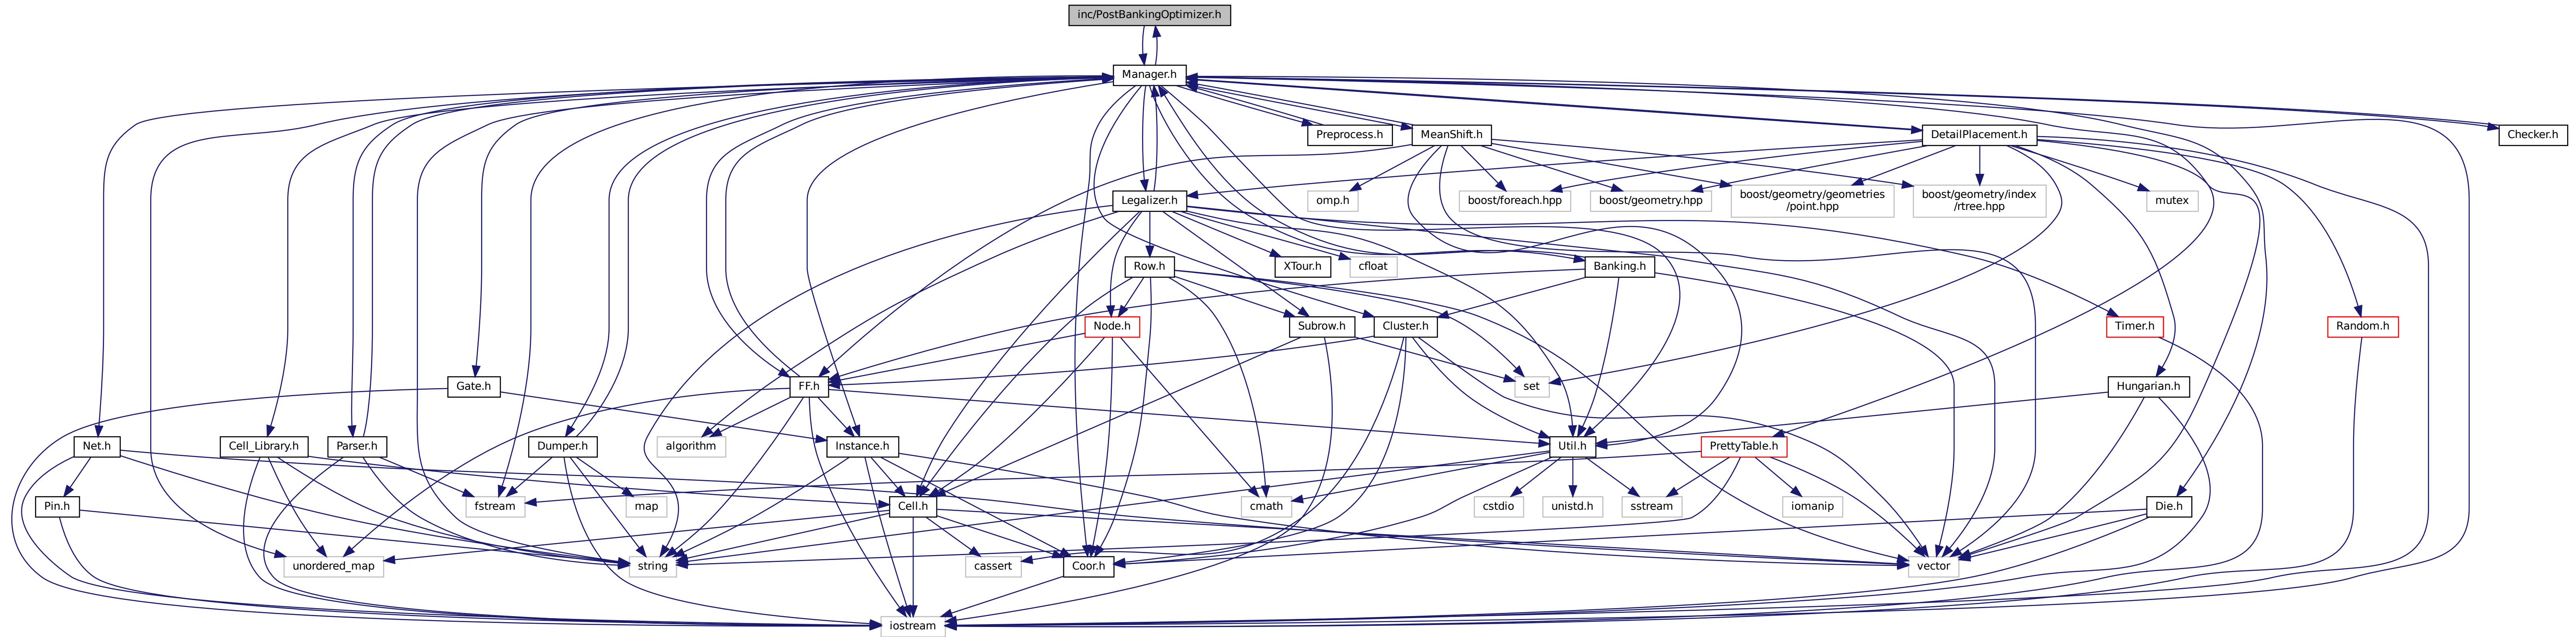 inc/PostBankingOptimizer.h
Manager.h
Preprocess.h
MeanShift.h
DetailPlacement.h
Checker.h
Legalizer.h
omp.h
boost/foreach.hpp
boost/geometry.hpp
boost/geometry/geometries
/point.hpp
boost/geometry/index
/rtree.hpp
mutex
Row.h
XTour.h
cfloat
Banking.h
Node.h
Subrow.h
Cluster.h
Timer.h
Random.h
Gate.h
FF.h
set
Hungarian.h
Net.h
Cell_Library.h
Parser.h
Dumper.h
algorithm
Instance.h
Util.h
PrettyTable.h
Pin.h
fstream
map
Cell.h
cmath
cstdio
unistd.h
sstream
iomanip
Die.h
unordered_map
string
cassert
Coor.h
vector
iostream